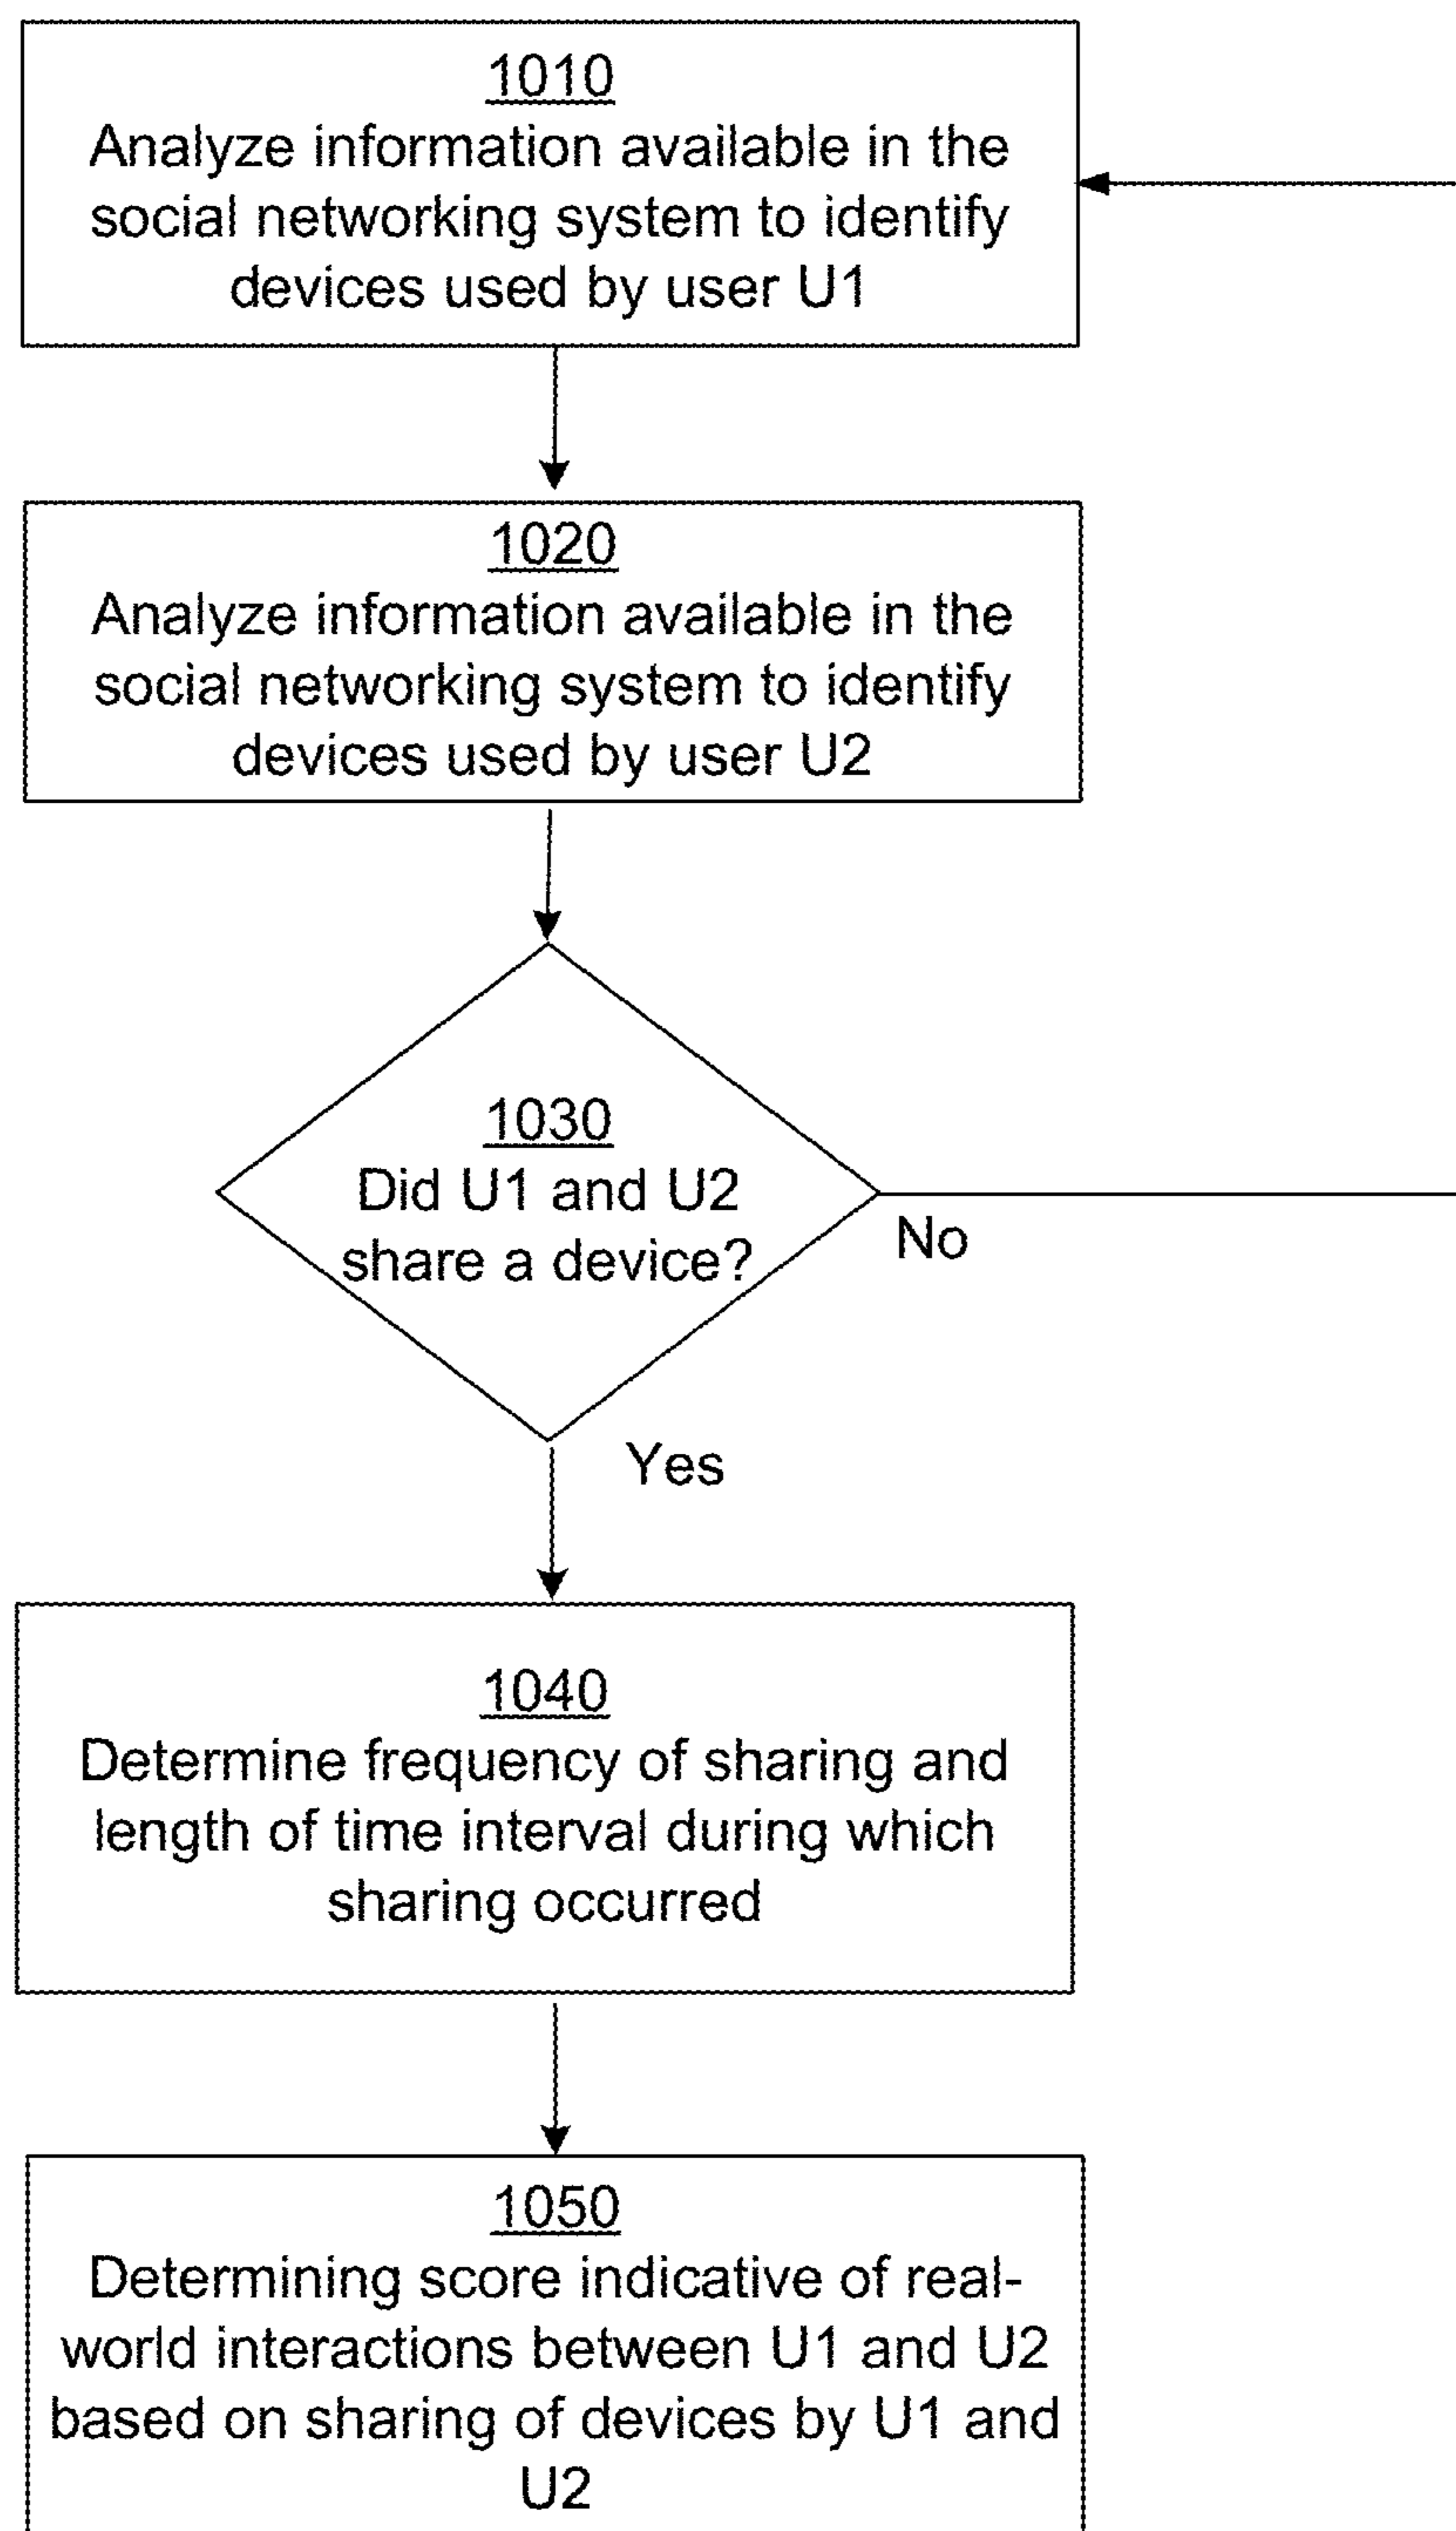 1010
Analyze information available in the
social networking system to identify
devices used by user U1
1020
Analyze information available in the
social networking system to identify
devices used by user U2
1030
Did U1 and U2
share a device?
No
Yes
1040
Determine frequency of sharing and
length of time interval during which
sharing occurred
1050
Determining score indicative of real-
world interactions between U1 and U2
based on sharing of devices by U1 and
U2